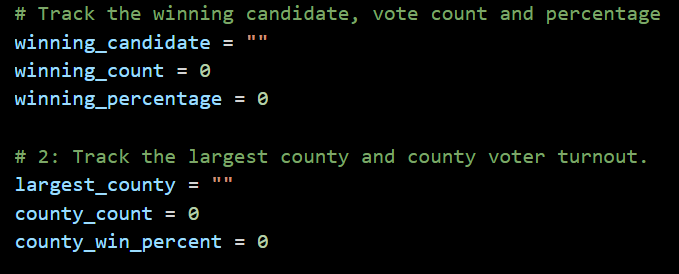 # Track the winning candidate, vote count and percentage
winning_candidate = ""
winning_count = 0
winning_percentage = 0
# 2: Track the largest county and county voter turnout.
largest_county = ""
county_count = 0
county_win_percent = 0